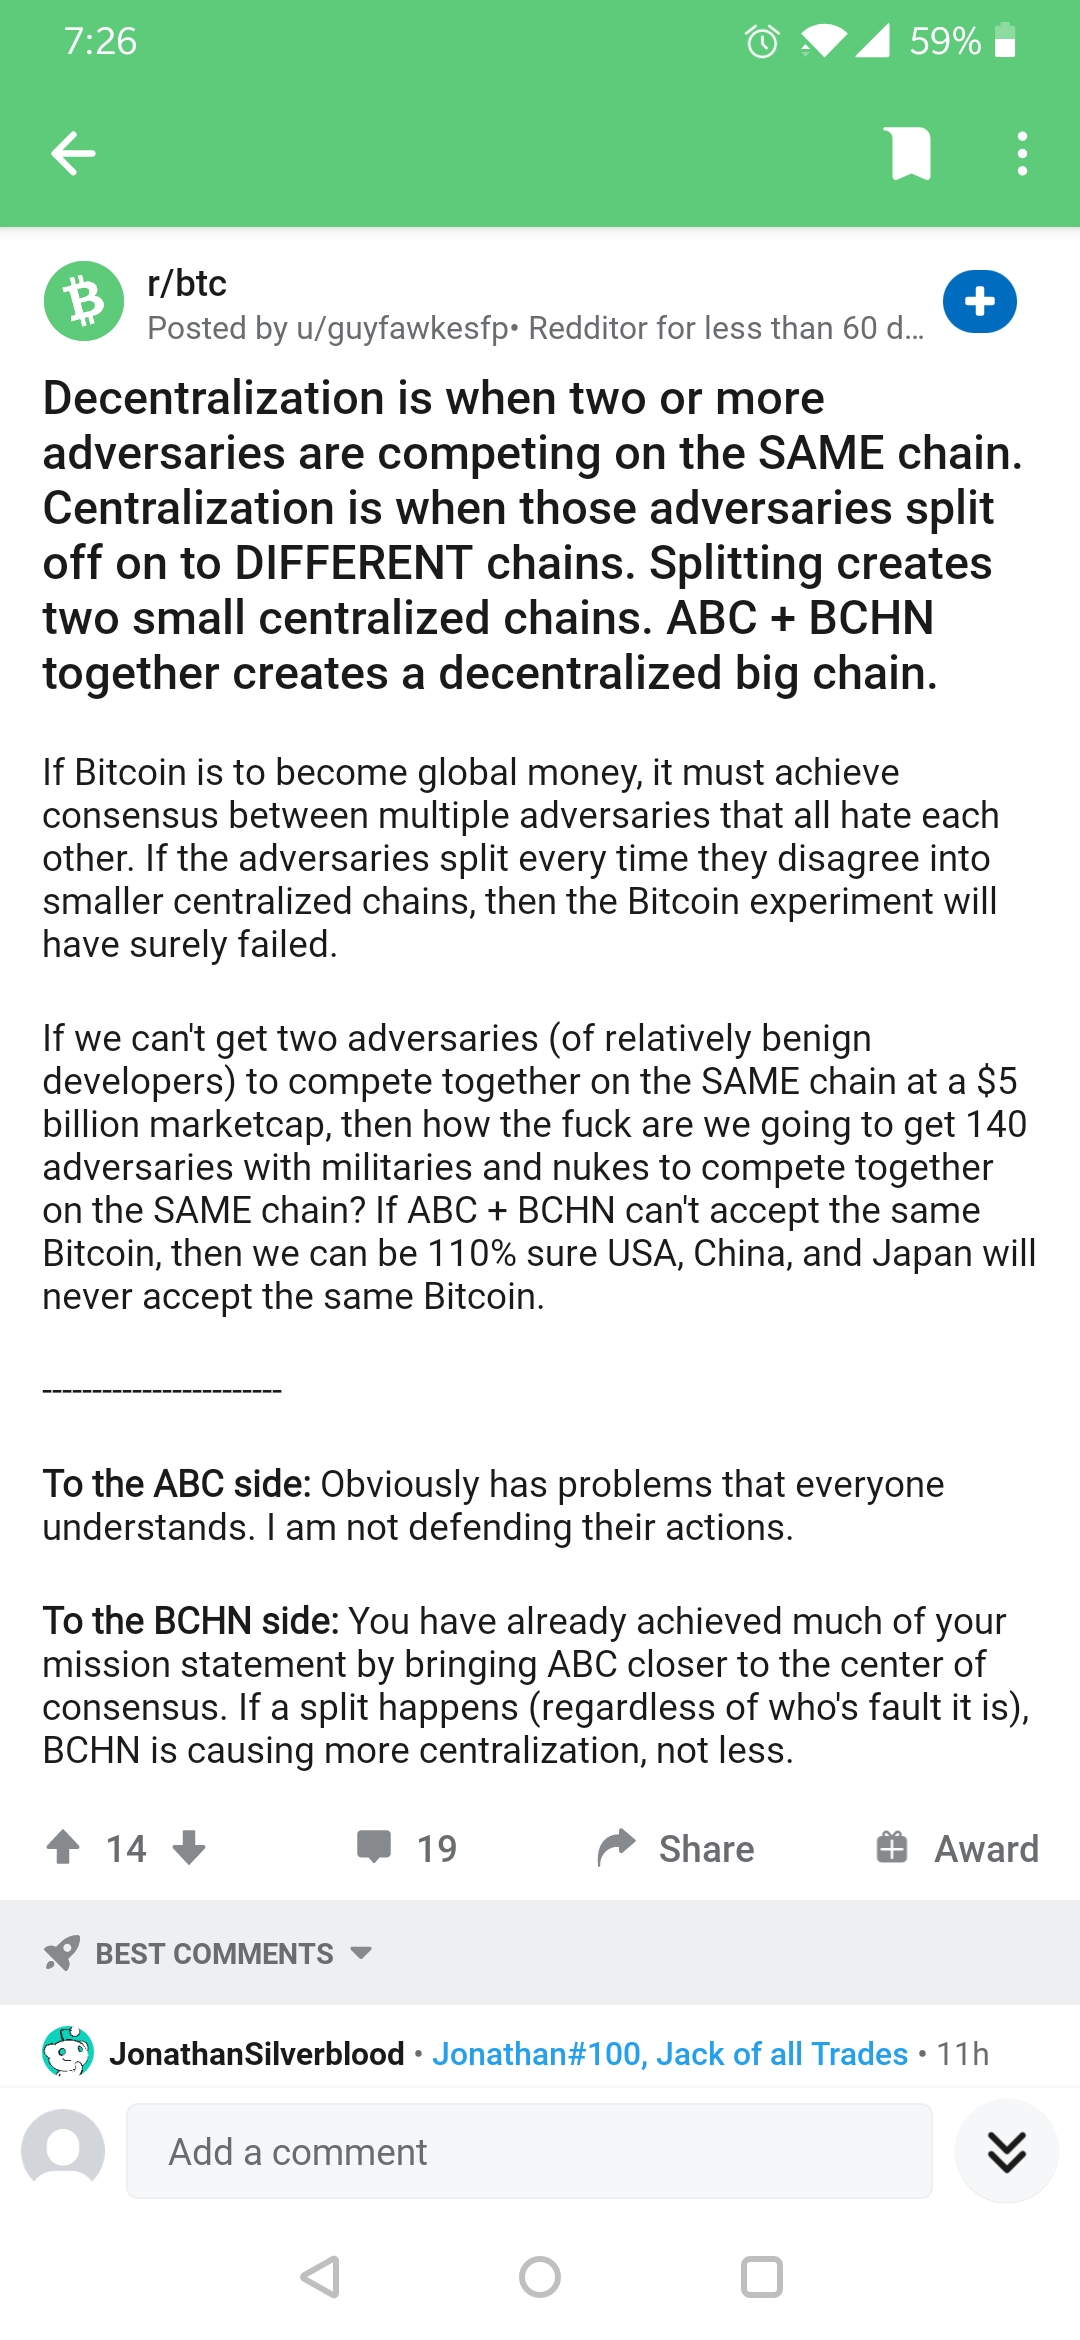 7:26
59%
r/btc
Posted by u/guyfawkesfp• Redditor for less than 60 d...
Decentralization is when two or more
adversaries are competing on the SAME chain.
Centralization is when those adversaries split
off on to DIFFERENT chains. Splitting creates
two small centralized chains. ABC + BCHN
together creates a decentralized big chain.
If Bitcoin is to become global money, it must achieve
consensus between multiple adversaries that all hate each
other. If the adversaries split every time they disagree into
smaller centralized chains, then the Bitcoin experiment will
have surely failed.
If we can't get two adversaries (of relatively benign
developers) to compete together on the SAME chain at a $5
billion marketcap, then how the fuck are we going to get 140
adversaries with militaries and nukes to compete together
on the SAME chain? If ABC + BCHN can't accept the same
Bitcoin, then we can be 110% sure USA, China, and Japan will
never accept the same Bitcoin.
------------------------
To the ABC side: Obviously has problems that everyone
understands. I am not defending their actions.
To the BCHN side: You have already achieved much of your
mission statement by bringing ABC closer to the center of
consensus. If a split happens (regardless of who's fault it is),
BCHN is causing more centralization, not less.
14 19 Share Award
BEST COMMENTS
JonathanSilverblood • Jonathan#100, Jack of all Trades • 11h
Add a comment